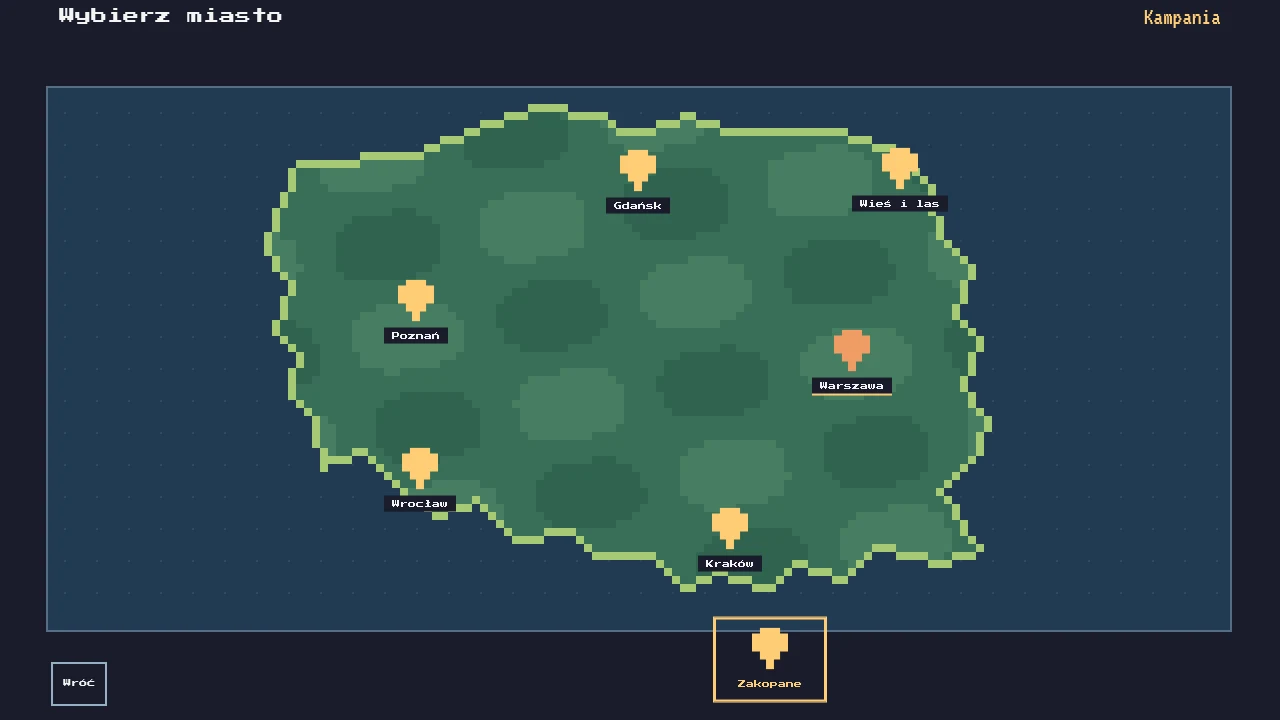 Wybierz miasto
Kampania
Gdańsk
Wieś i las
Poznań
Warszawa
Wrocław
Kraków
Zakopane
Wróć